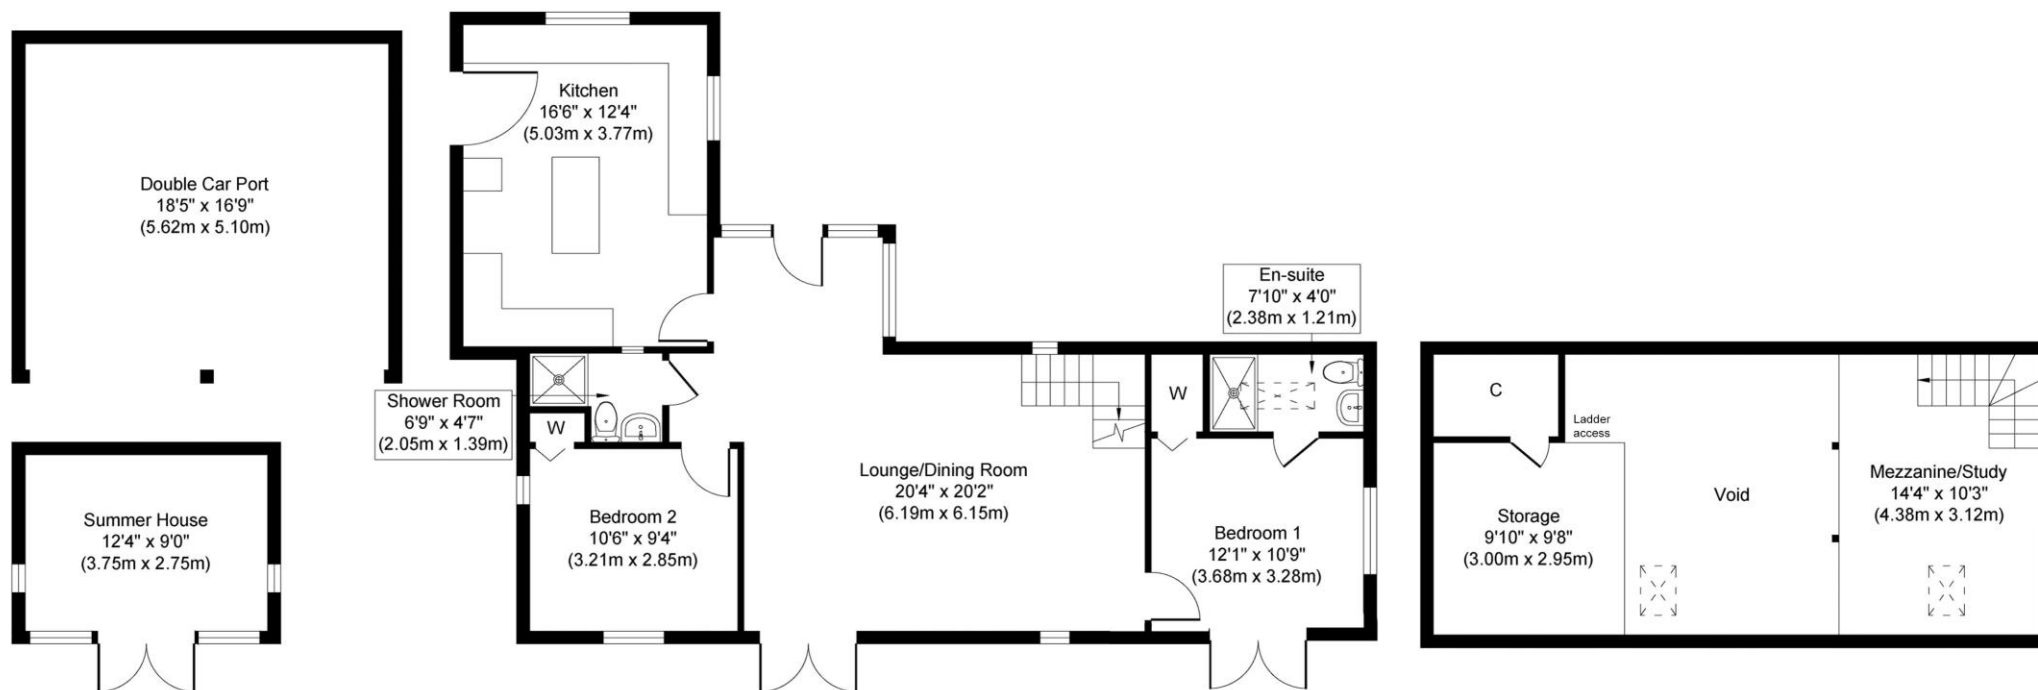 Double Car Port
18'5" x 16'9"
(5.62m x 5.10m)
Summer House
12'4" x 9'0"
(3.75m x 2.75m)
Kitchen
16'6" x 12'4"
(5.03m x 3.77m)
Shower Room
6'9" x 4'7"
(2.05m x 1.39m)
W
Bedroom 2
10'6" x 9'4"
(3.21m x 2.85m)
Lounge/Dining Room
20'4" x 20'2"
(6.19m x 6.15m)
En-suite
7'10" x 4'0"
(2.38m x 1.21m)
W
Bedroom 1
12'1" x 10'9"
(3.68m x 3.28m)
C
Ladder
access
Storage
9'10" x 9'8"
(3.00m x 2.95m)
Void
Mezzanine/Study
14'4" x 10'3"
(4.38m x 3.12m)